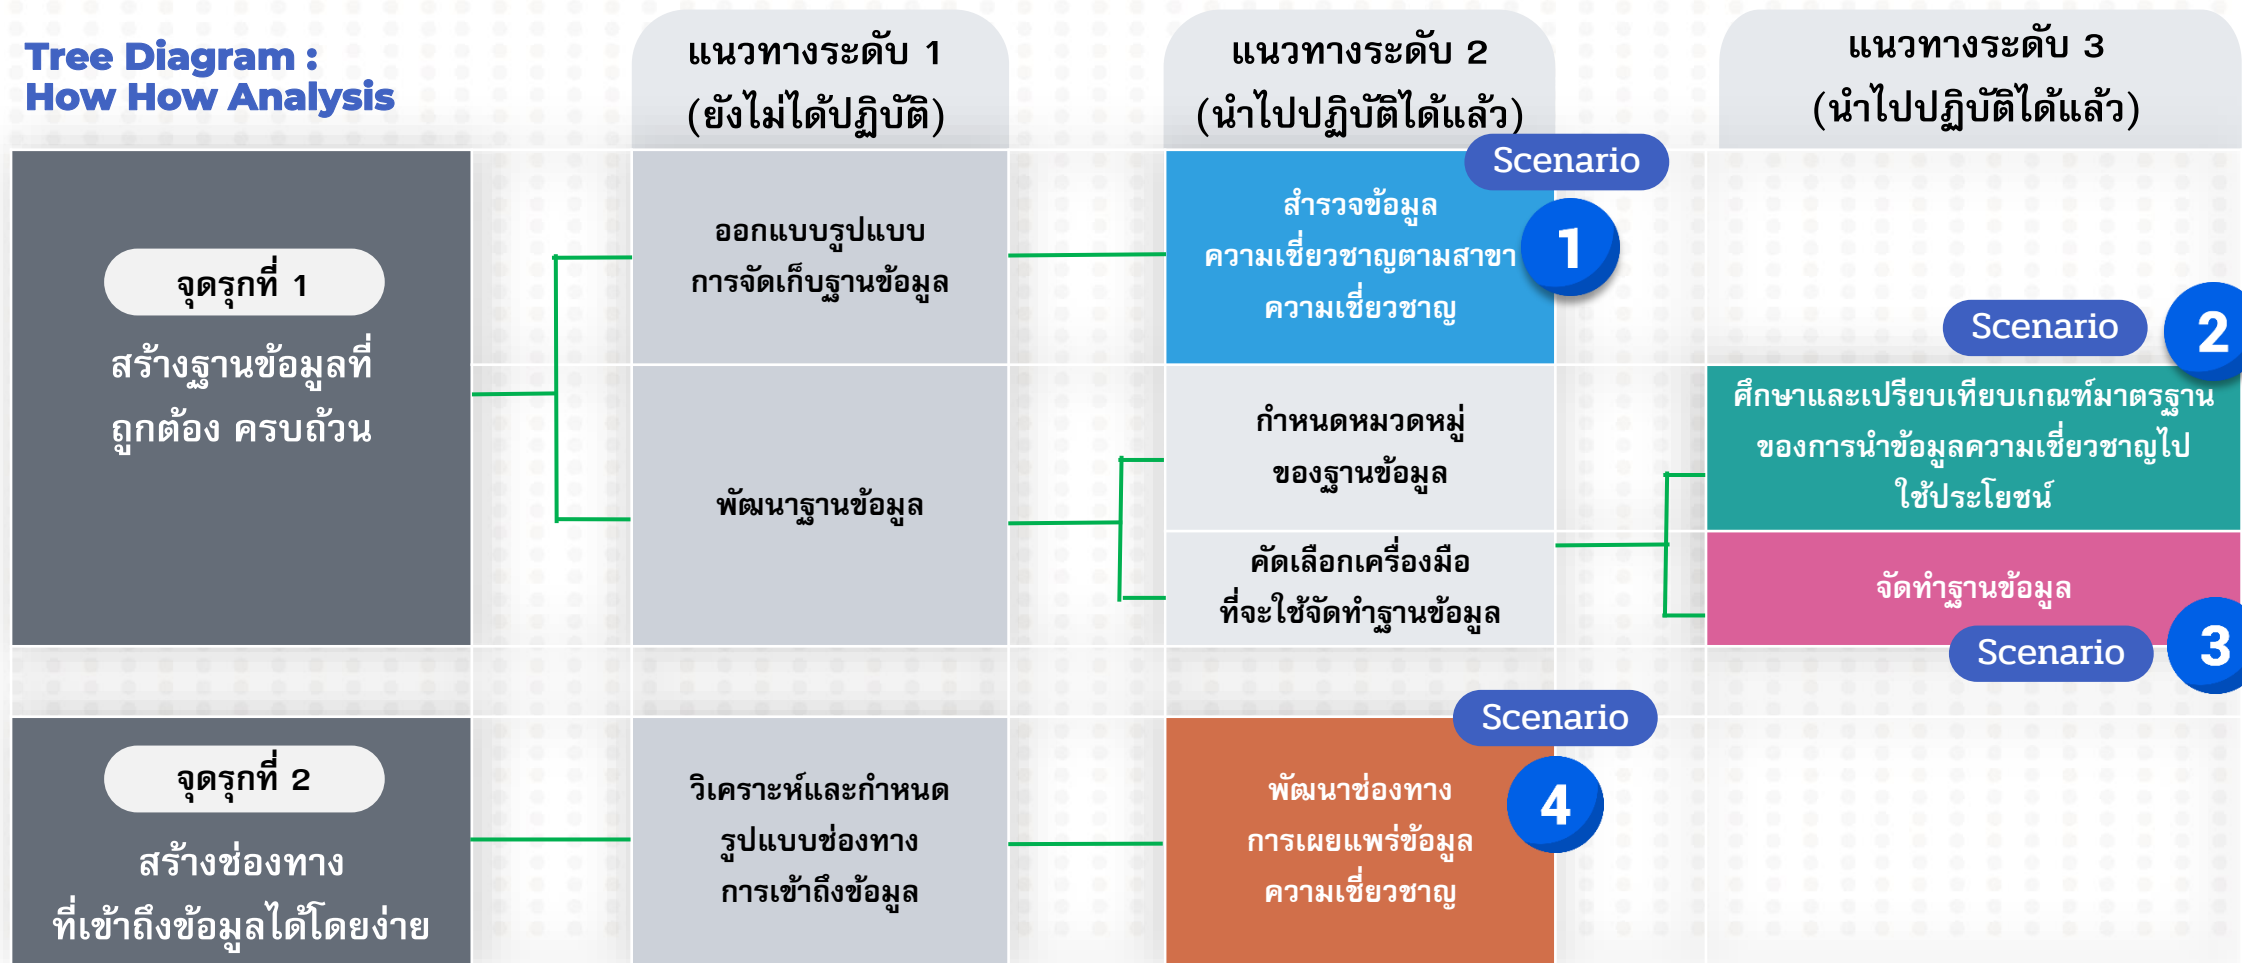 Tree Diagram :
How How Analysis
แนวทางระดับ 1
(ยังไม่ได้ปฏิบัติ)
แนวทางระดับ 2
(นำไปปฏิบัติได้แล้ว)
แนวทางระดับ 3
(นำไปปฏิบัติได้แล้ว)
จุดรุกที่ 1
สร้างฐานข้อมูลที่
ถูกต้อง ครบถ้วน
ออกแบบรูปแบบ
การจัดเก็บฐานข้อมูล
Scenario
1
สำรวจข้อมูล
ความเชี่ยวชาญตามสาขา
ความเชี่ยวชาญ
พัฒนาฐานข้อมูล
กำหนดหมวดหมู่
ของฐานข้อมูล
คัดเลือกเครื่องมือ
ที่จะใช้จัดทำฐานข้อมูล
Scenario
2
ศึกษาและเปรียบเทียบเกณฑ์มาตรฐาน
ของการนำข้อมูลความเชี่ยวชาญไป
ใช้ประโยชน์
จัดทำฐานข้อมูล
Scenario
3
จุดรุกที่ 2
สร้างช่องทาง
ที่เข้าถึงข้อมูลได้โดยง่าย
วิเคราะห์และกำหนด
รูปแบบช่องทาง
การเข้าถึงข้อมูล
Scenario
4
พัฒนาช่องทาง
การเผยแพร่ข้อมูล
ความเชี่ยวชาญ